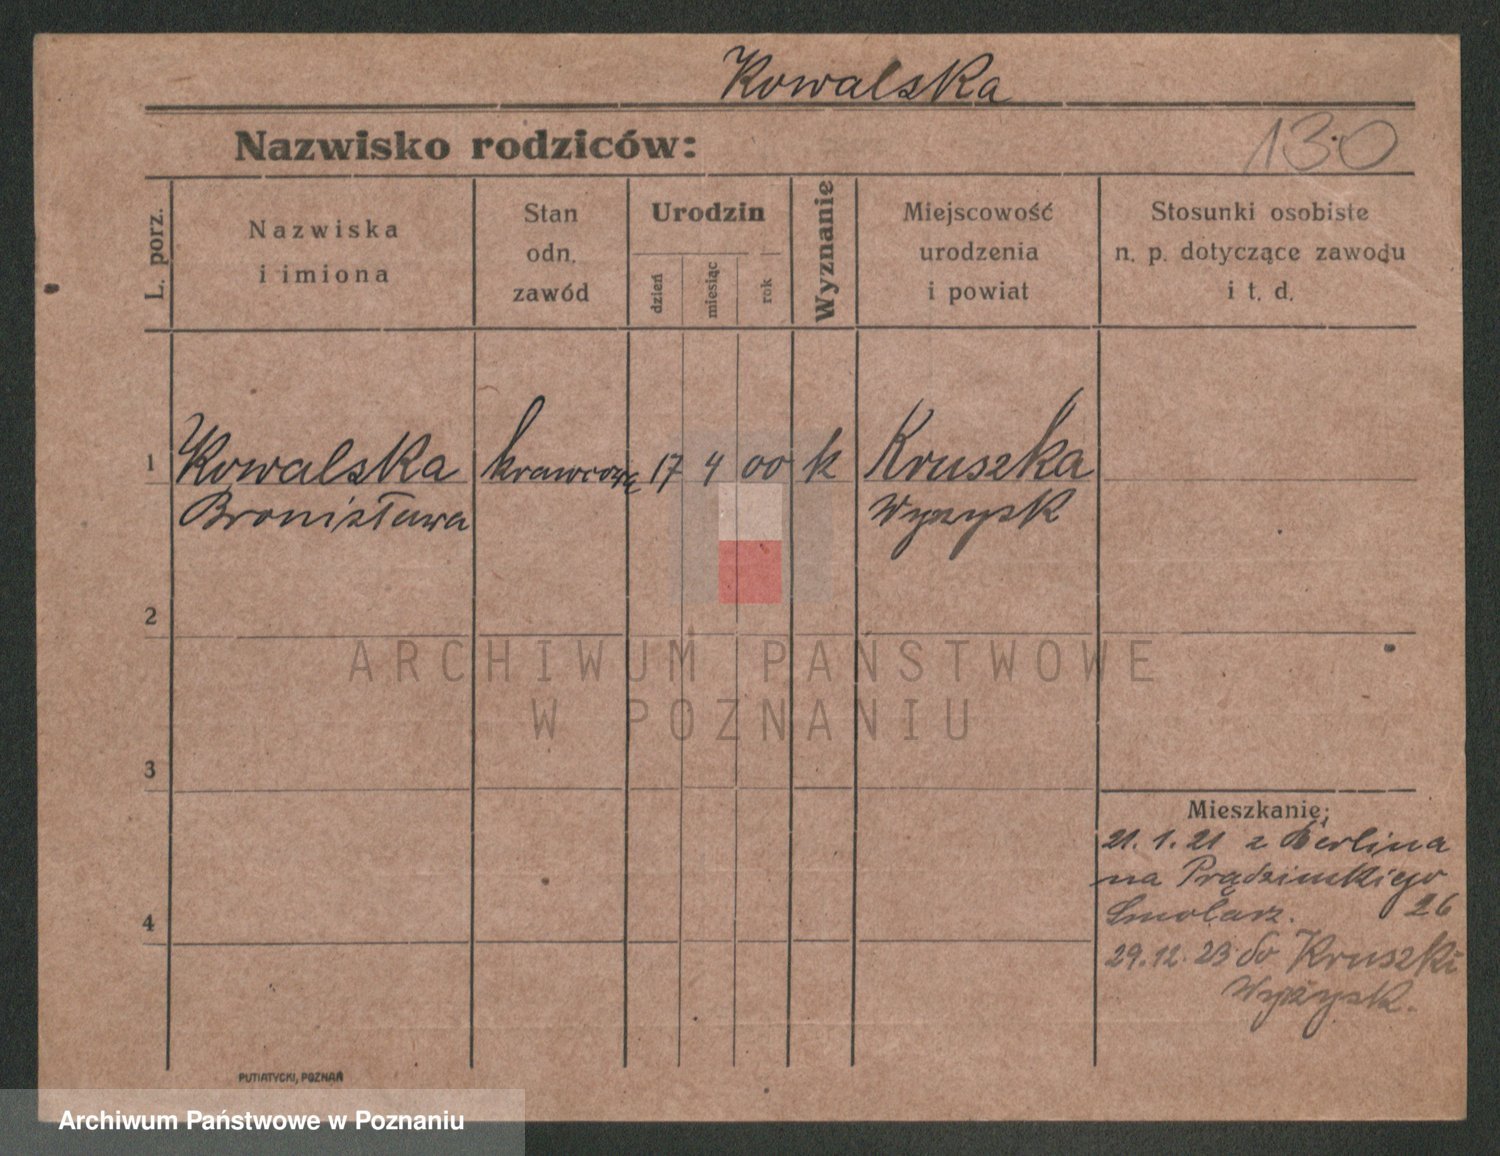 Kowalska
Nazwisko rodziców:
130
L. porz.
Nazwiska
i imiona
Stan
odn.
zawód
Urodzin
dzień
miesiąc
rok
Wyznanie
Miejscowość
urodzenia
i powiat
Stosunki osobiste
n. p. dotyczące zawodu
i t. d.
1 Kowalska krawcową 17 4 00 k Kruszka
Bronisława Wyrzysk
2
ARCHIWUM PAŃSTWOWE
W POZNANIU
3
Mieszkanie:
21. 1. 21 z Berlina
na Prądzińskiego
Smolarz. 26
4
29. 12. 23 do Kruszki
Wyrzysk.
PUTIATYCKI, POZNAŃ
Archiwum Państwowe w Poznaniu